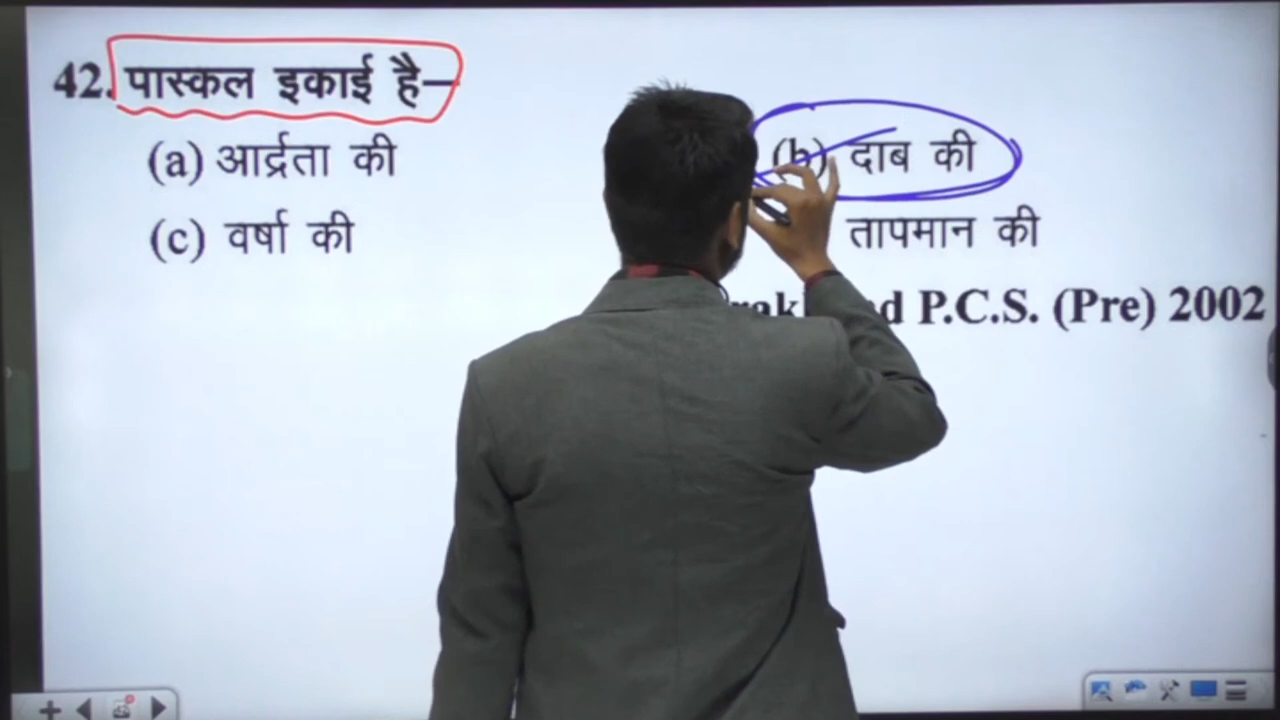 42. पास्कल इकाई है–
(a) आर्द्रता की (b) दाब की
(c) वर्षा की तापमान की
P.C.S. (Pre) 2002